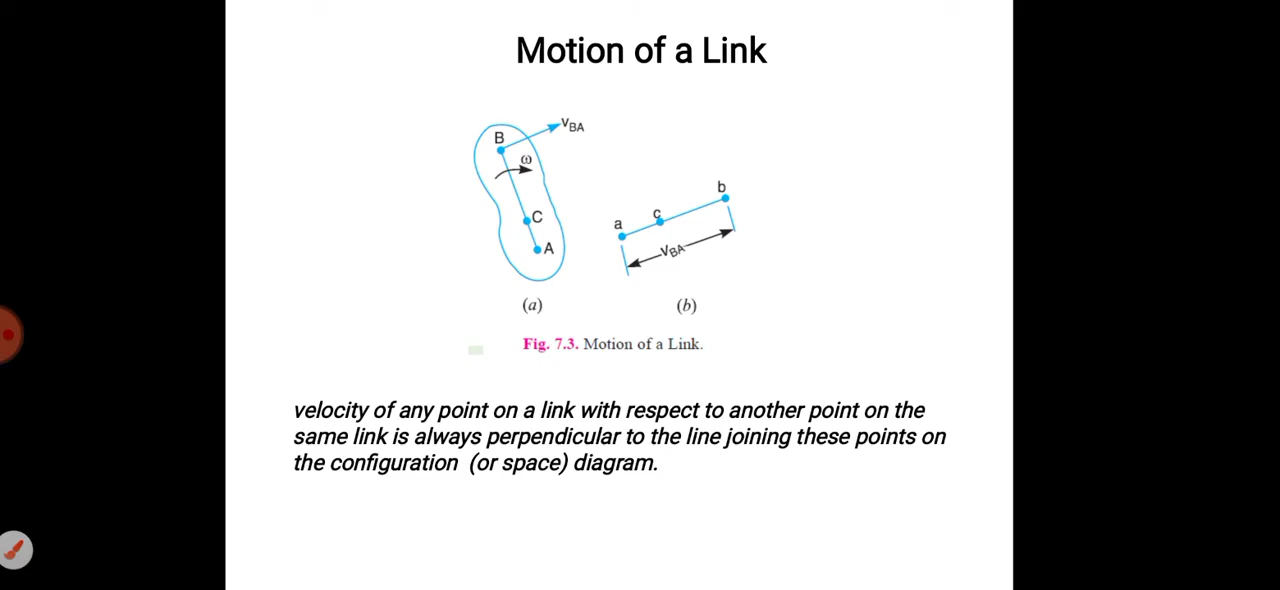 Motion of a Link
B
vBA
ω
C
A
a
c
b
vBA
(a)
(b)
Fig. 7.3. Motion of a Link.
velocity of any point on a link with respect to another point on the
same link is always perpendicular to the line joining these points on
the configuration (or space) diagram.